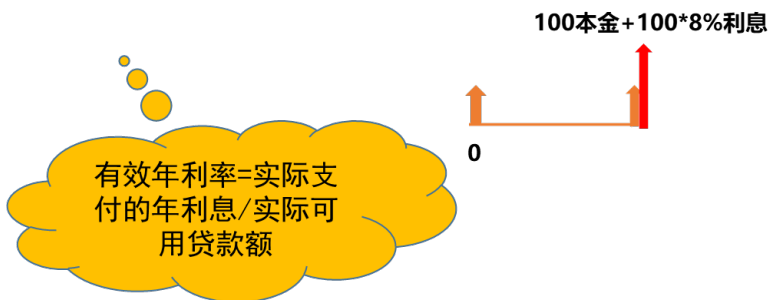 100本金+100*8%利息
0
有效年利率=实际支
付的年利息/实际可
用贷款额